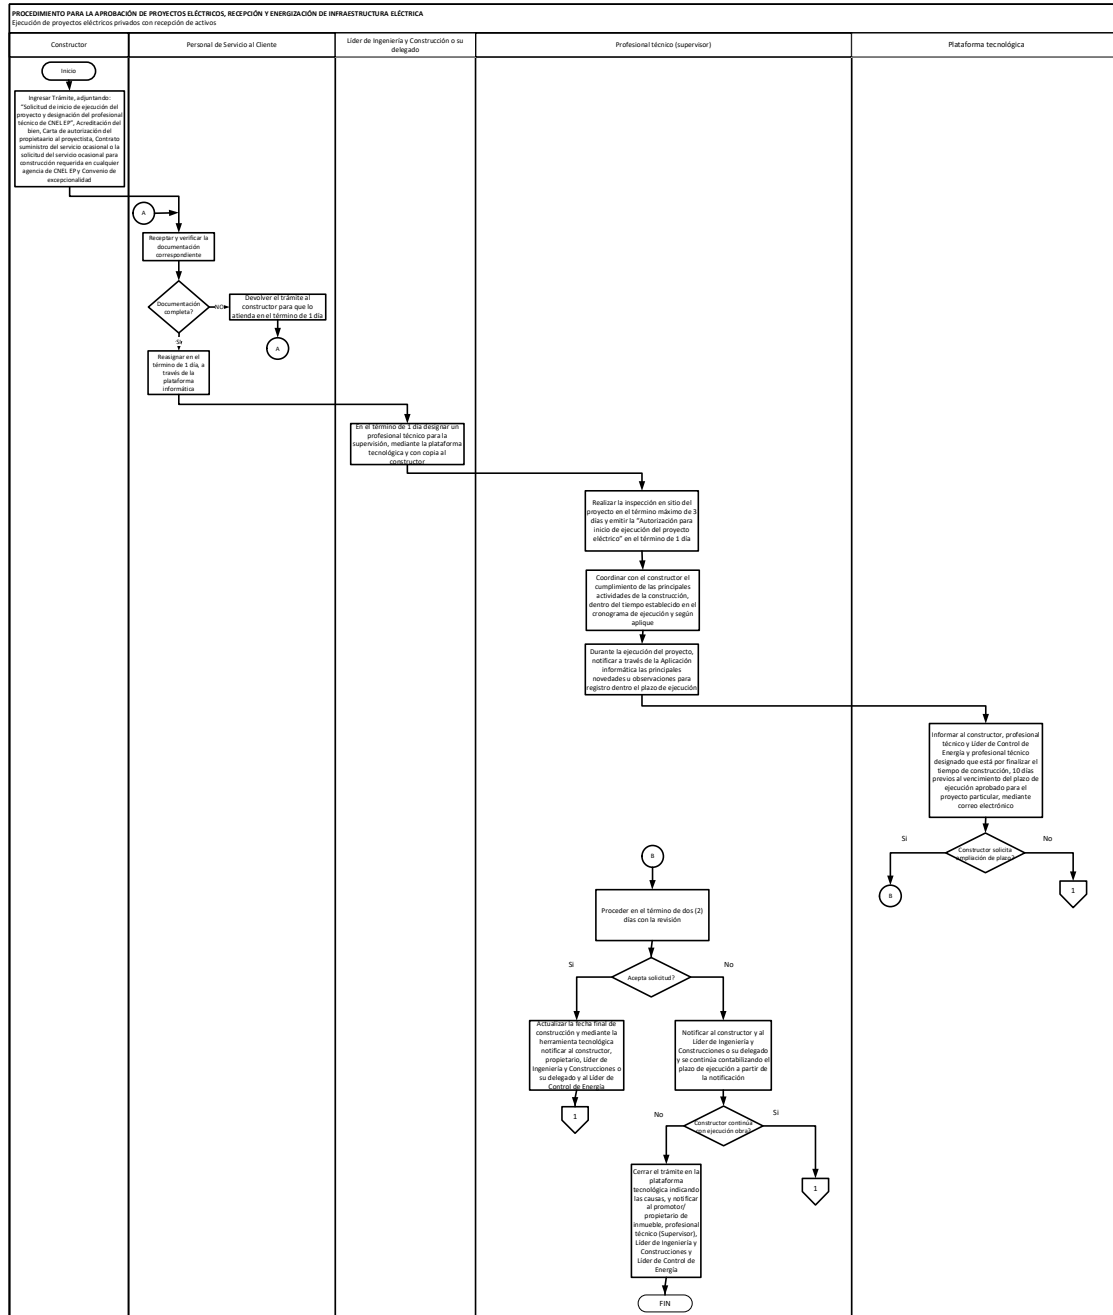 PROCEDIMIENTO PARA LA APROBACIÓN DE PROYECTOS ELÉCTRICOS, RECEPCIÓN Y ENERGIZACIÓN DE INFRAESTRUCTURA ELÉCTRICA
Ejecución de proyectos eléctricos privados con recepción de activos
Constructor
Personal de Servicio al Cliente
Líder de Ingeniería y Construcción o su
delegado
Profesional técnico (supervisor)
Plataforma tecnológica
Inicio
Ingresar Trámite, adjuntando:
"Solicitud de inicio de ejecución del
proyecto y designación del profesional
técnico de CNEL EP", Acreditación del
bien, Carta de autorización del
propietaario al proyectista, Contrato
suministro del servicio ocasional o la
solicitud del servicio ocasional para
construcción requerida en cualquier
agencia de CNEL EP y Convenio de
excepcionalidad
A
Receptar y verificar la
documentación
correspondiente
Documentación
completa?
NO
Devolver el trámite al
constructor para que lo
atienda en el término de 1 día
A
Si
Reasignar en el
término de 1 día, a
través de la
plataforma
informática
En el término de 1 día designar un
profesional técnico para la
supervisión, mediante la plataforma
tecnológica y con copia al
constructor
Realizar la inspección en sitio del
proyecto en el término máximo de 3
días y emitir la "Autorización para
inicio de ejecución del proyecto
eléctrico" en el término de 1 día
Coordinar con el constructor el
cumplimiento de las principales
actividades de la construcción,
dentro del tiempo establecido en el
cronograma de ejecución y según
aplique
Durante la ejecución del proyecto,
notificar a través de la Aplicación
informática las principales
novedades u observaciones para
registro dentro el plazo de ejecución
Informar al constructor, profesional
técnico y Líder de Control de
Energía y profesional técnico
designado que está por finalizar el
tiempo de construcción, 10 días
previos al vencimiento del plazo de
ejecución aprobado para el
proyecto particular, mediante
correo electrónico
Si
No
Constructor solicita
ampliación de plazo?
B
1
B
Proceder en el término de dos (2)
días con la revisión
Si
No
Acepta solicitud?
Actualizar la fecha final de
construcción y mediante la
herramienta tecnológica
notificar al constructor,
propietario, Líder de
Ingeniería y Construcciones o
su delegado y al Líder de
Control de Energía
1
Notificar al constructor y al
Líder de Ingeniería y
Construcciones o su delegado
y se continúa contabilizando el
plazo de ejecución a partir de
la notificación
No
Si
Constructor continúa
con ejecución obra?
1
Cerrar el trámite en la
plataforma
tecnológica indicando
las causas, y notificar
al promotor/
propietario de
inmueble, profesional
técnico (Supervisor),
Líder de Ingeniería y
Construcciones y
Líder de Control de
Energía
FIN